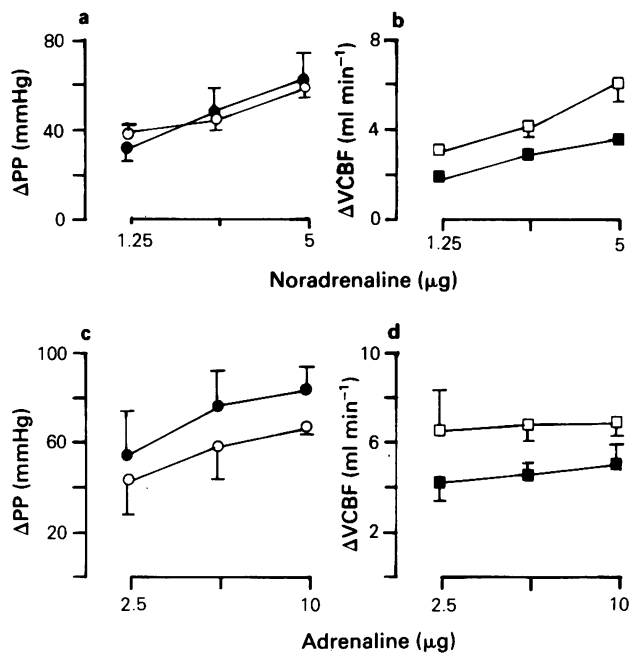 a
b
80
40
0
ΔPP (mmHg)
8
4
0
ΔVCBF (ml min⁻¹)
1.25
5
1.25
5
Noradrenaline (μg)
c
d
100
60
20
ΔPP (mmHg)
10
6
2
ΔVCBF (ml min⁻¹)
2.5
10
2.5
10
Adrenaline (μg)